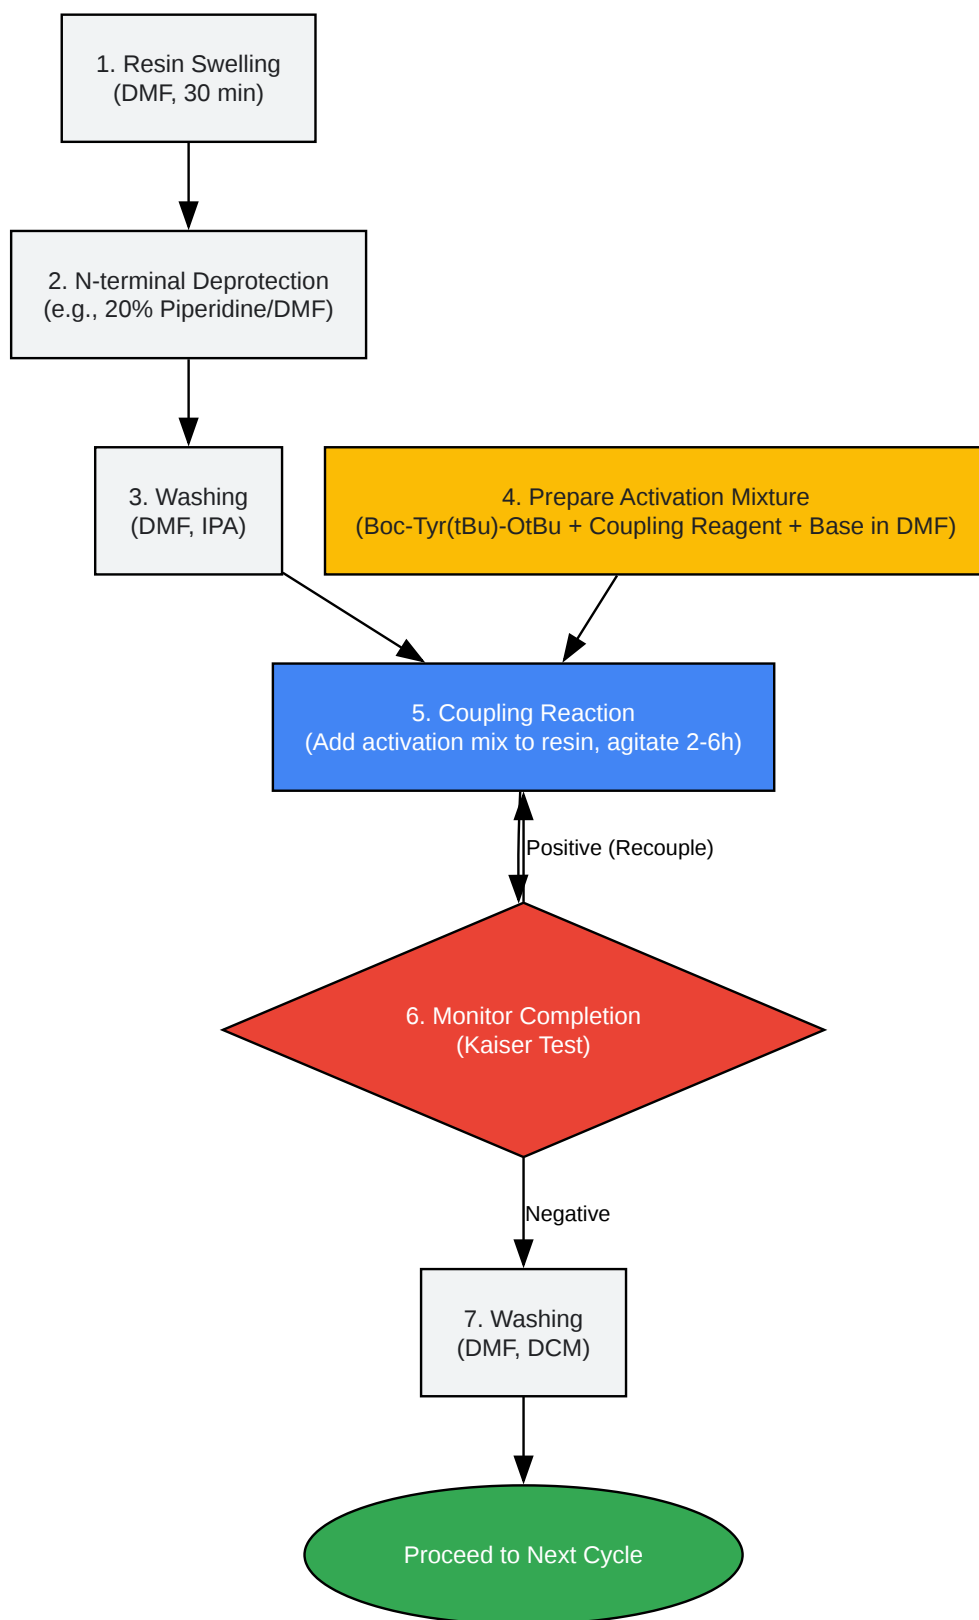 1. Resin Swelling
(DMF, 30 min)
2. N-terminal Deprotection
(e.g., 20% Piperidine/DMF)
3. Washing
(DMF, IPA)
4. Prepare Activation Mixture
(Boc-Tyr(tBu)-OtBu + Coupling Reagent + Base in DMF)
5. Coupling Reaction
(Add activation mix to resin, agitate 2-6h)
Positive (Recouple)
6. Monitor Completion
(Kaiser Test)
Negative
7. Washing
(DMF, DCM)
Proceed to Next Cycle